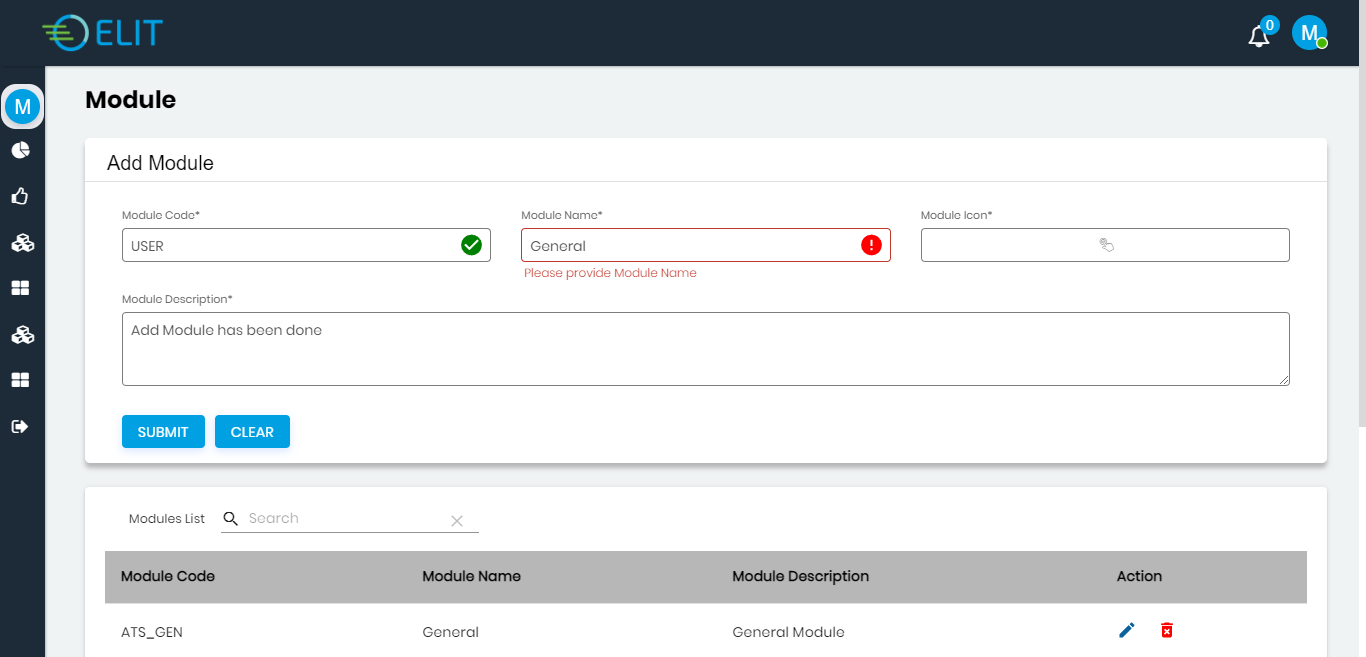 ELIT
0
M
M
Module
Add Module
Module Code*
Module Name*
Module Icon*
USER
General
Please provide Module Name
Module Description*
Add Module has been done
SUBMIT
CLEAR
Modules List
Search
Module Code
Module Name
Module Description
Action
ATS_GEN
General
General Module